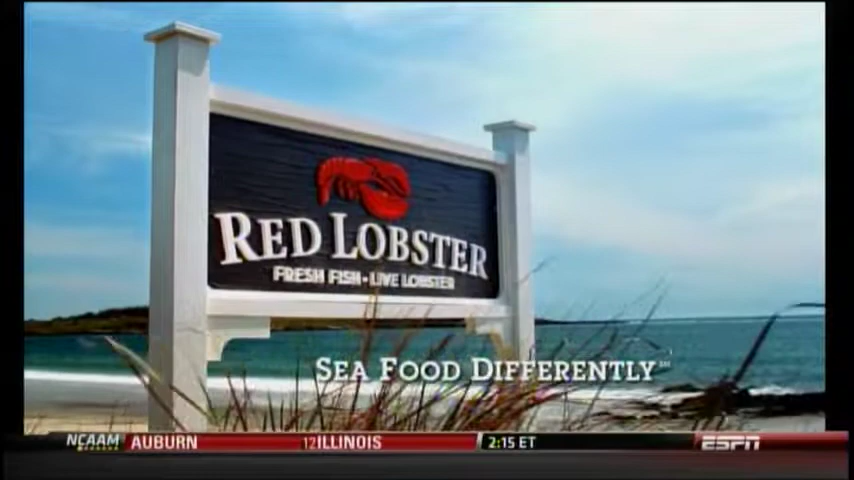 RED LOBSTER
FRESH FISH - LIVE LOBSTER
SEA FOOD DIFFERENTLY
NCAAM AUBURN 12 ILLINOIS 2:15 ET ESPN